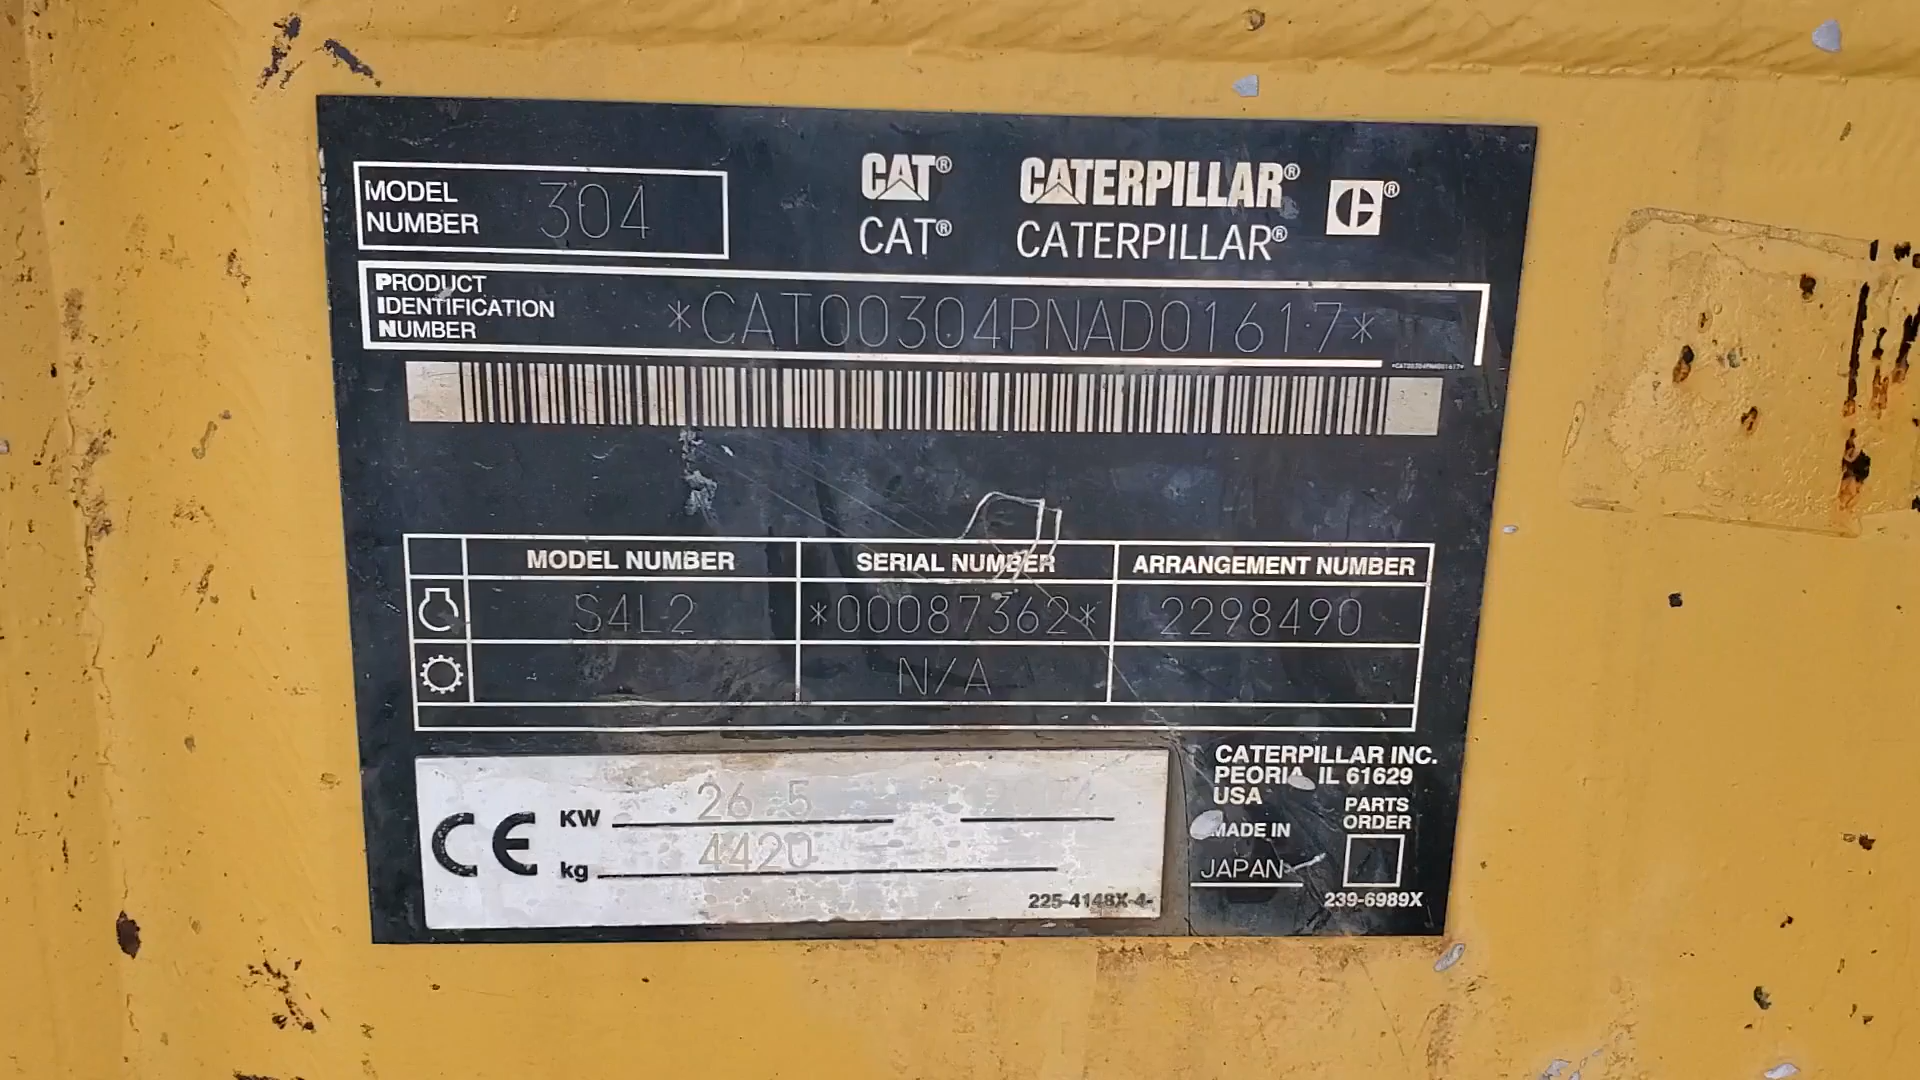 MODEL NUMBER 304
CAT® CATERPILLAR® C®
CAT® CATERPILLAR®
PRODUCT IDENTIFICATION NUMBER *CAT00304PNAD01617*
*CAT00304PNAD01617*
MODEL NUMBER SERIAL NUMBER ARRANGEMENT NUMBER
S4L2 *00087362* 2298490
N/A
CE
KW 26.5
kg 4420
225-4148X-4-
CATERPILLAR INC.
PEORIA, IL 61629
USA
MADE IN
JAPAN
PARTS
ORDER
239-6989X